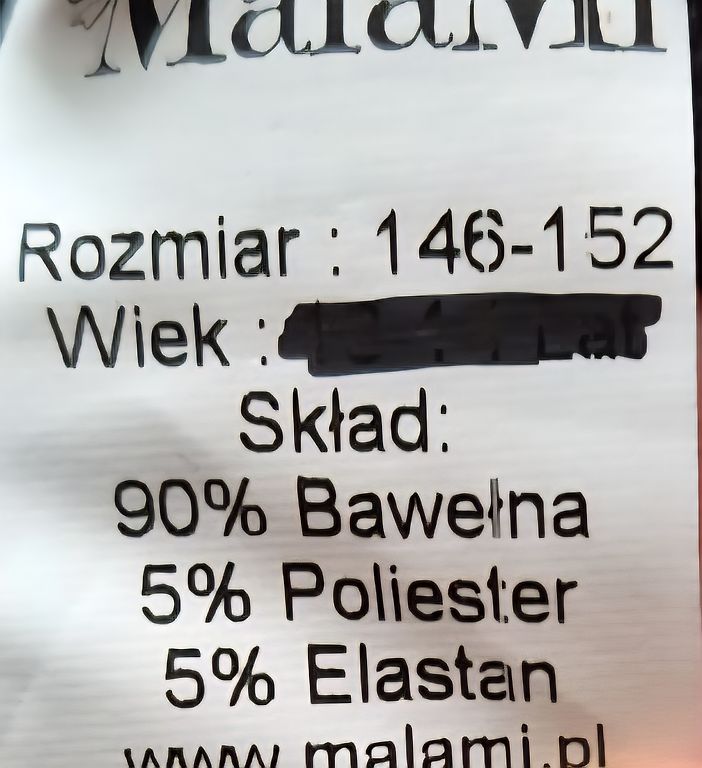 MalaMi
Rozmiar : 146-152
Wiek :
Skład:
90% Bawełna
5% Poliester
5% Elastan
www.malami.pl